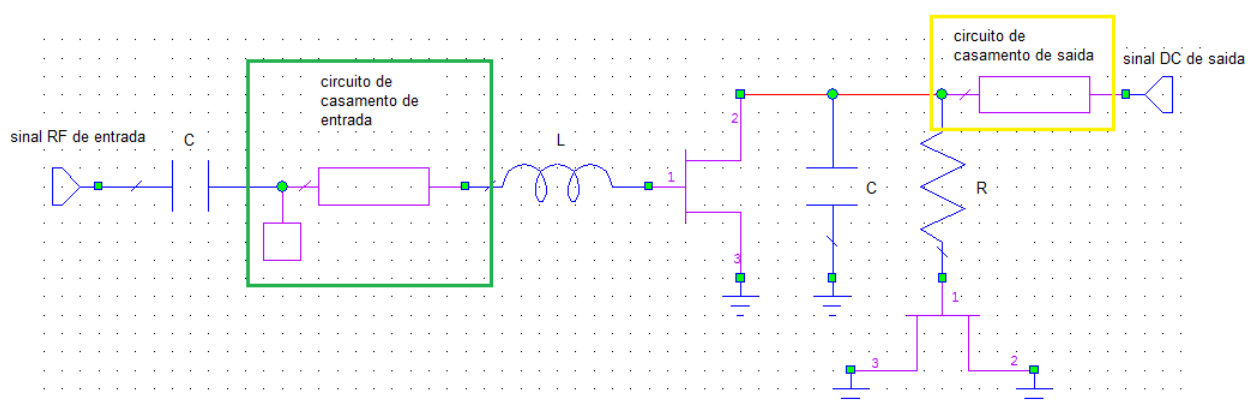 circuito de
casamento de saida
sinal DC de saida
circuito de
casamento de
entrada
sinal RF de entrada
C
L
2
1
3
C
R
1
3
2